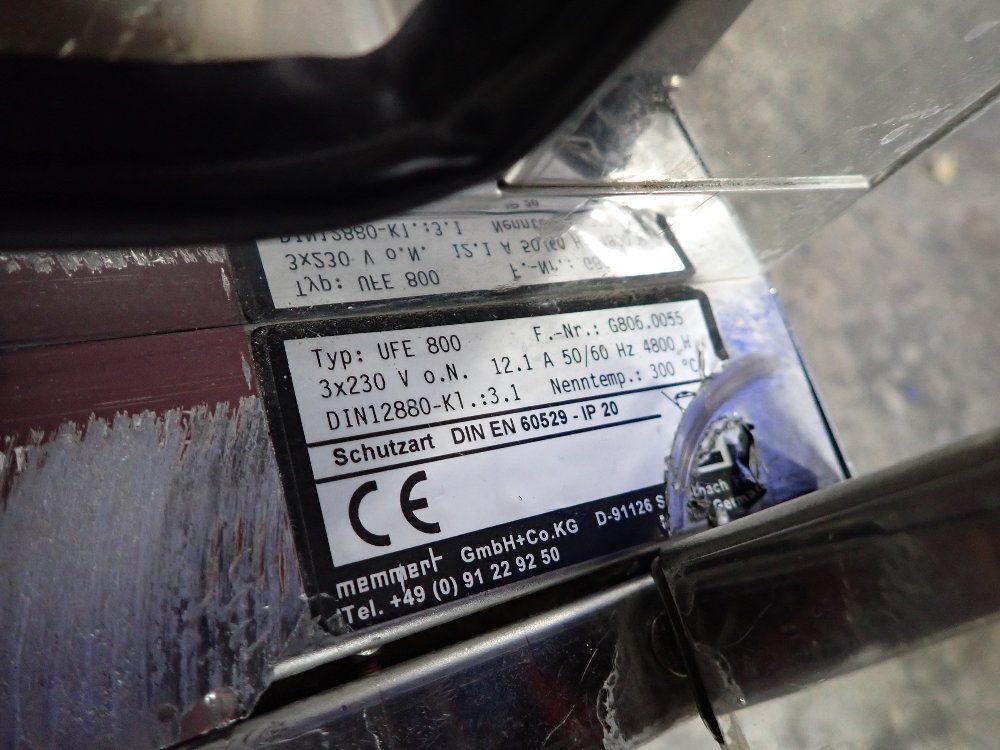 Typ: UFE 800 F.-Nr.: G806.0055
3x230 V o.N. 12.1 A 50/60 Hz 4800 W
DIN12880-Kl.:3.1 Nenntemp.: 300 °C
Schutzart DIN EN 60529 - IP 20
CE
memmert GmbH+Co.KG D-91126
Tel. +49 (0) 91 22 92 50